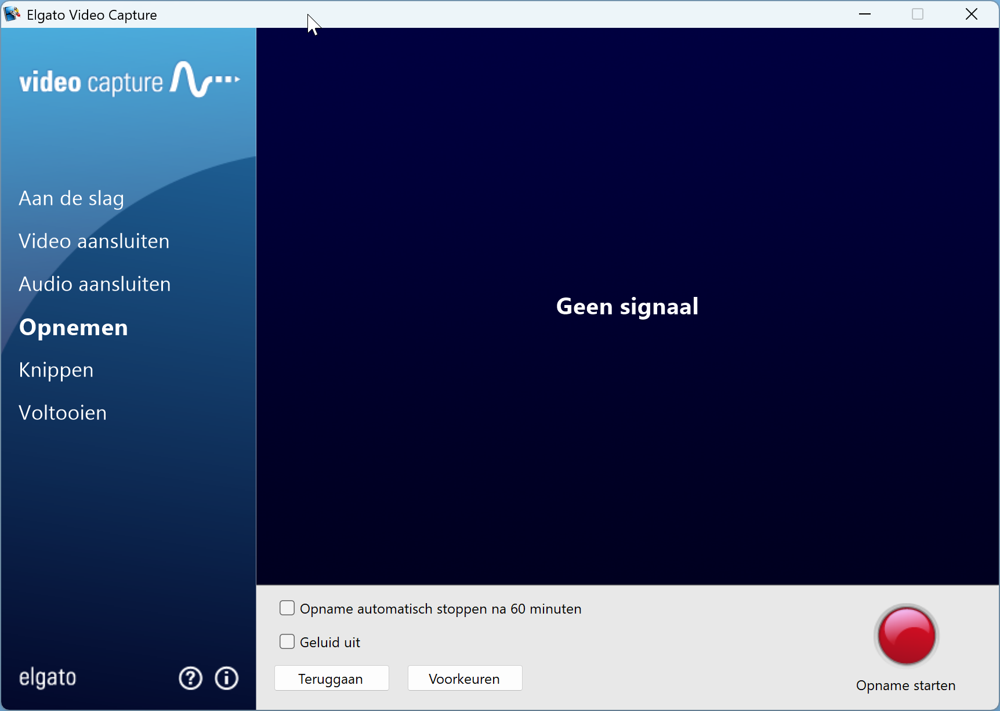 Elgato Video Capture
video capture
Aan de slag
Video aansluiten
Audio aansluiten
Opnemen
Knippen
Voltooien
elgato
Geen signaal
Opname automatisch stoppen na 60 minuten
Geluid uit
Teruggaan
Voorkeuren
Opname starten